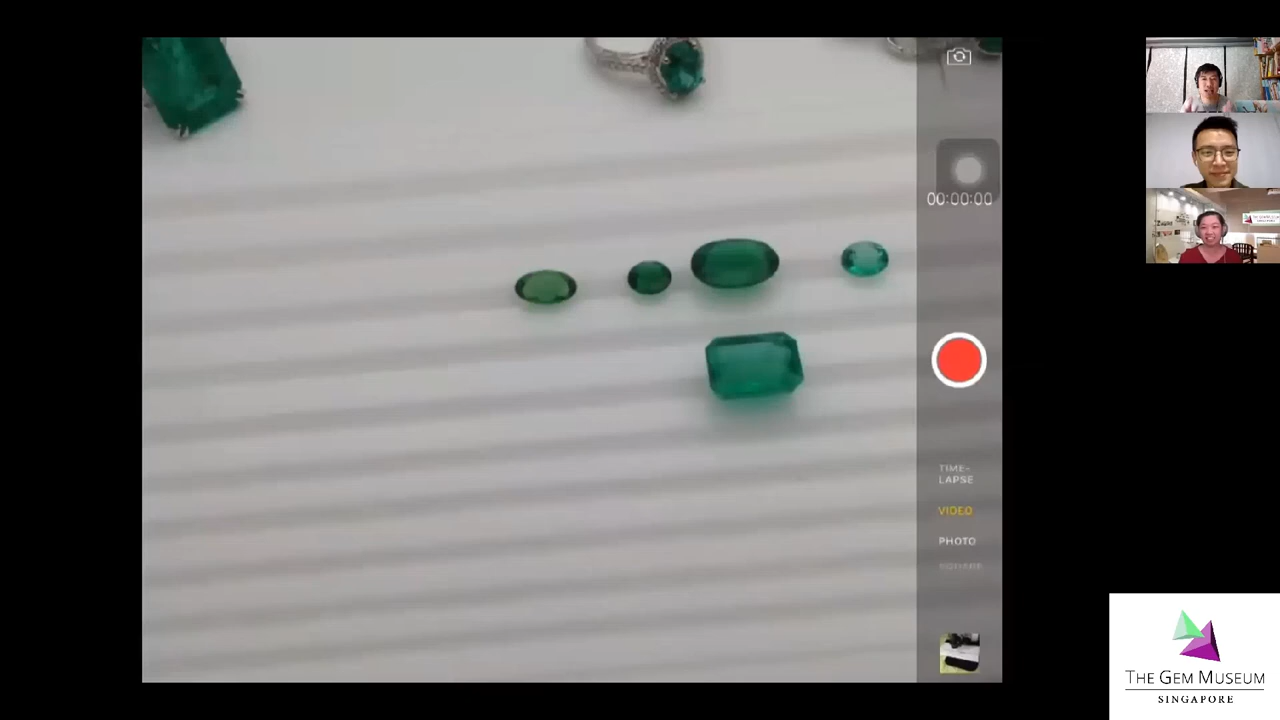 00:00:00
TIME-
LAPSE
VIDEO
PHOTO
THE GEM MUSEUM
SINGAPORE